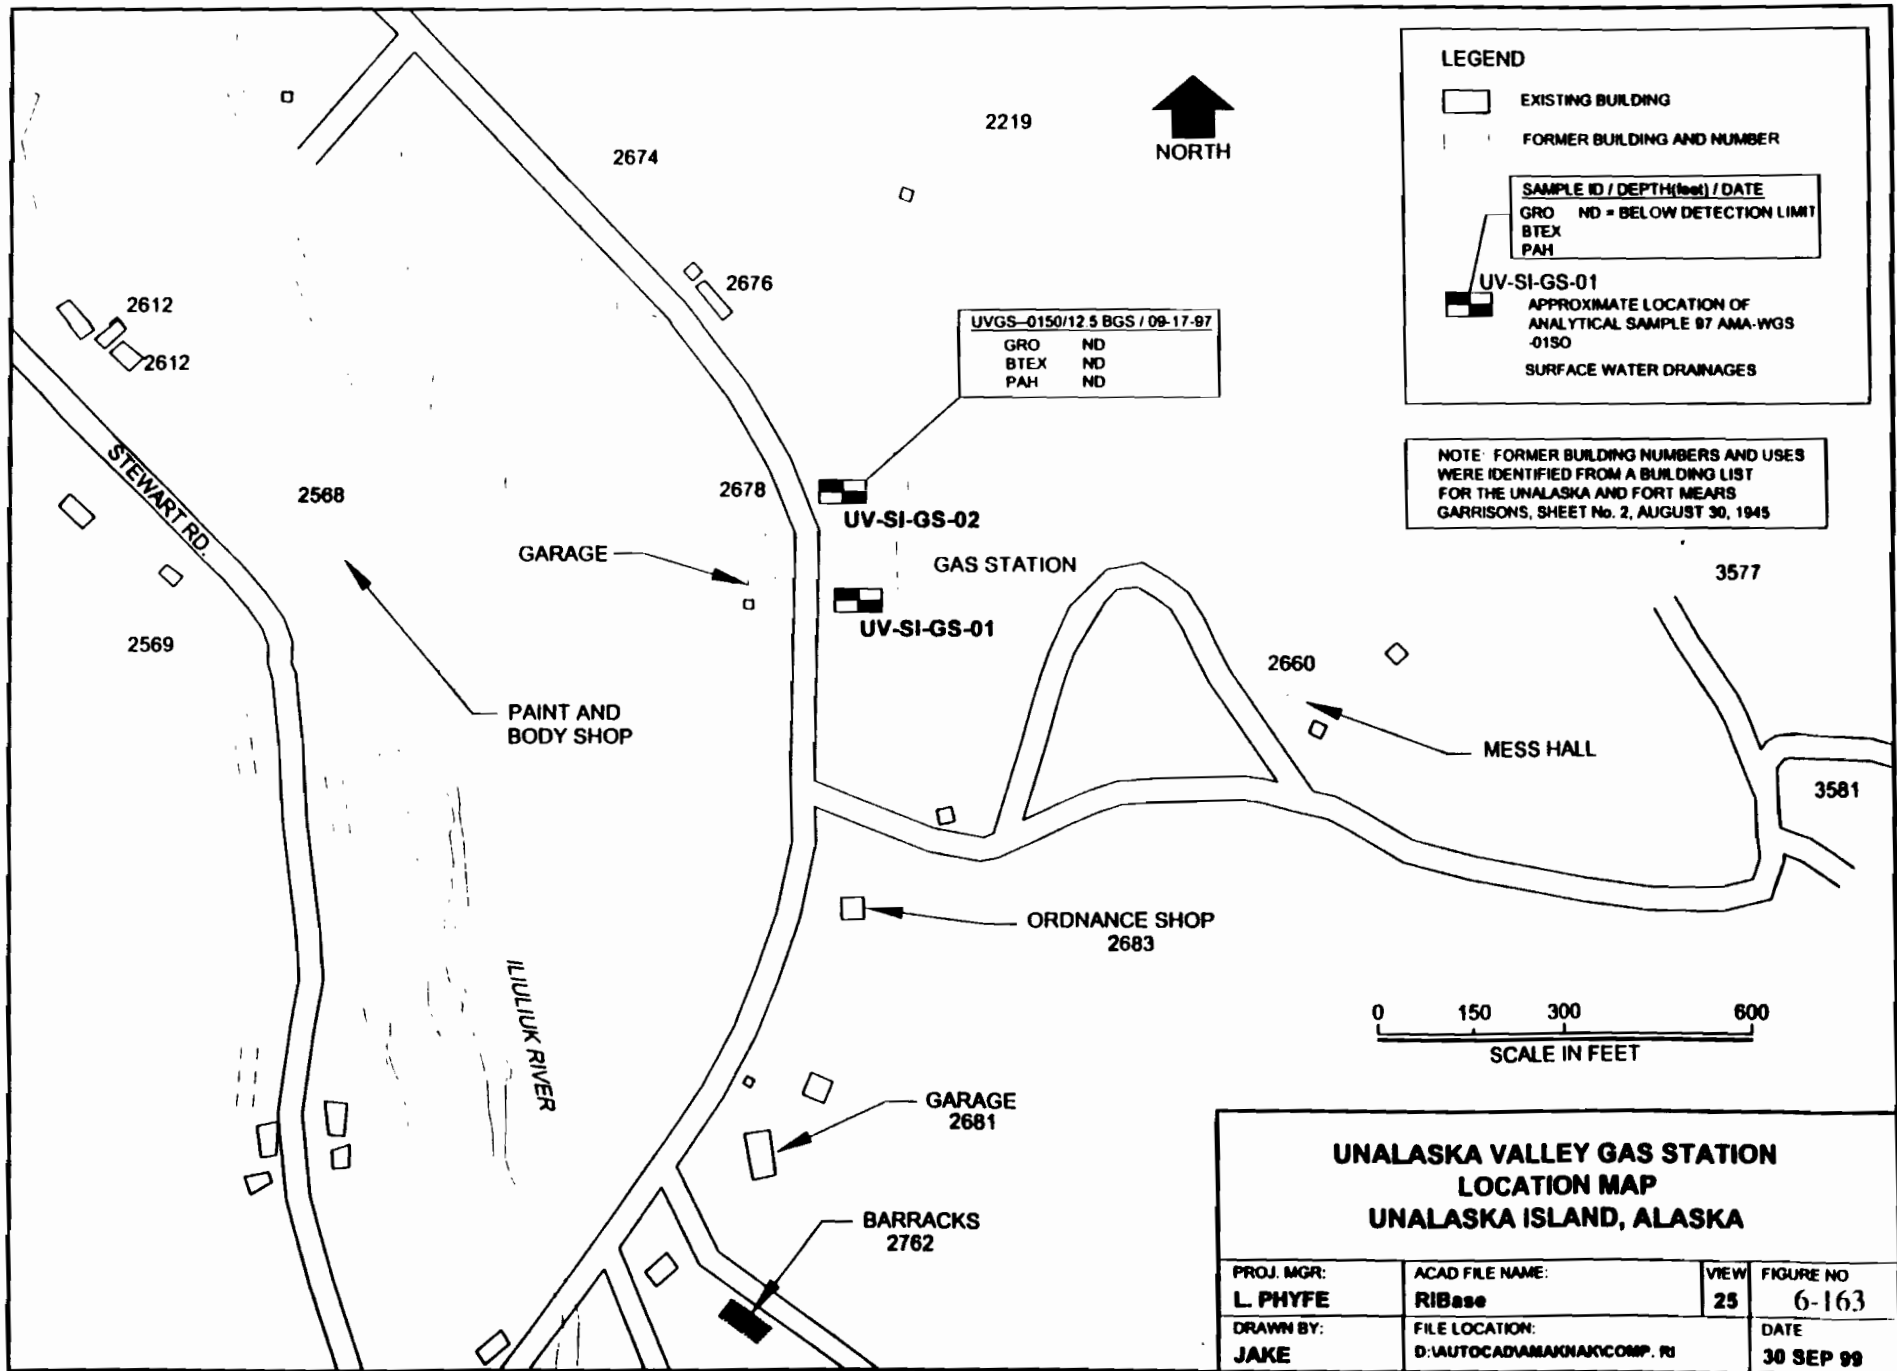 LEGEND
EXISTING BUILDING
FORMER BUILDING AND NUMBER
SAMPLE ID / DEPTH(feet) / DATE
GRO ND = BELOW DETECTION LIMIT
BTEX
PAH
UV-SI-GS-01
APPROXIMATE LOCATION OF
ANALYTICAL SAMPLE 97 AMA-WGS
-01SO
SURFACE WATER DRAINAGES
NOTE: FORMER BUILDING NUMBERS AND USES
WERE IDENTIFIED FROM A BUILDING LIST
FOR THE UNALASKA AND FORT MEARS
GARRISONS, SHEET No. 2, AUGUST 30, 1945
2219
NORTH
2674
2676
2612
2612
UVGS-0150/12.5 BGS / 09-17-97
GRO ND
BTEX ND
PAH ND
STEWART RD.
2568
2678
UV-SI-GS-02
GARAGE
GAS STATION
UV-SI-GS-01
3577
2569
2660
PAINT AND
BODY SHOP
MESS HALL
3581
ORDNANCE SHOP
2683
ILIULIUK RIVER
0 150 300 600
SCALE IN FEET
GARAGE
2681
BARRACKS
2762
UNALASKA VALLEY GAS STATION
LOCATION MAP
UNALASKA ISLAND, ALASKA
PROJ. MGR:
L. PHYFE
ACAD FILE NAME:
RIBase
VIEW
25
FIGURE NO
6-163
DRAWN BY:
JAKE
FILE LOCATION:
D:\AUTOCAD\AMAKNAK\COMP. RI
DATE
30 SEP 99